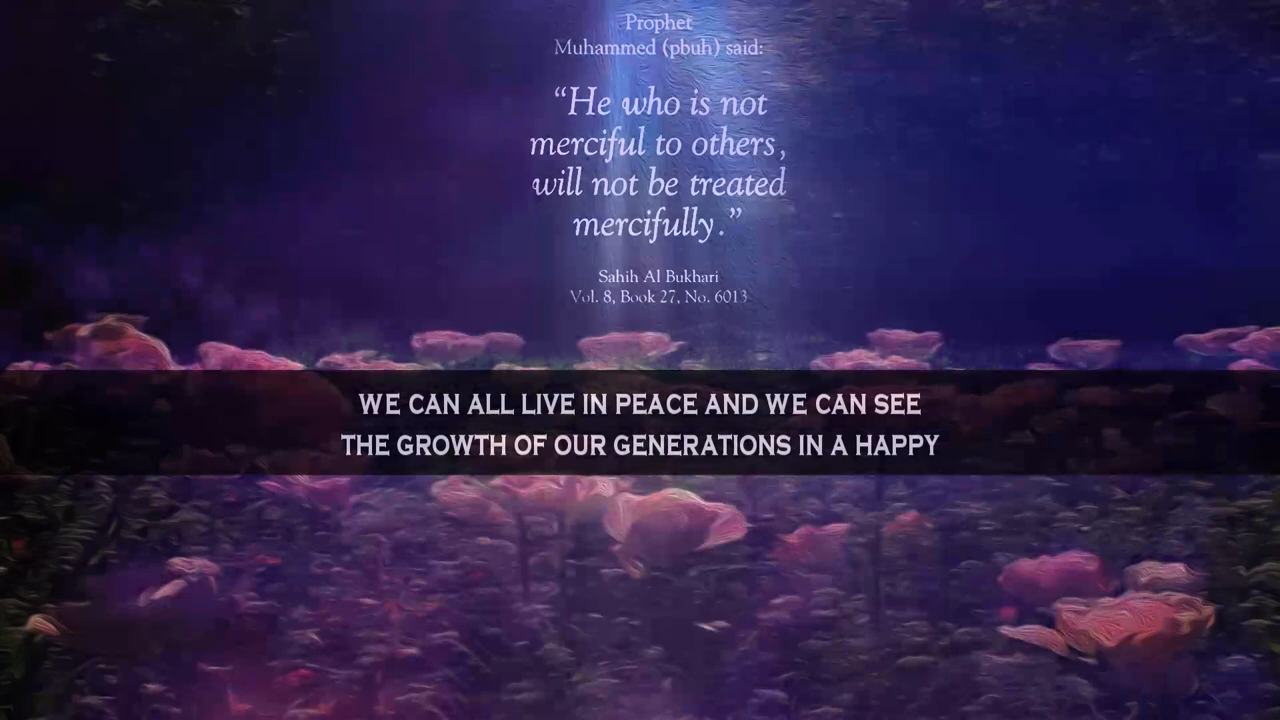 Prophet
Muhammed (pbuh) said:
“He who is not
merciful to others,
will not be treated
mercifully.”
Sahih Al Bukhari
Vol. 8, Book 27, No. 6013
WE CAN ALL LIVE IN PEACE AND WE CAN SEE
THE GROWTH OF OUR GENERATIONS IN A HAPPY